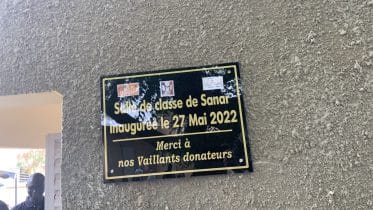 Salle de classe de Sanar
Inaugurée le 27 Mai 2022
Merci à
nos Vaillants donateurs